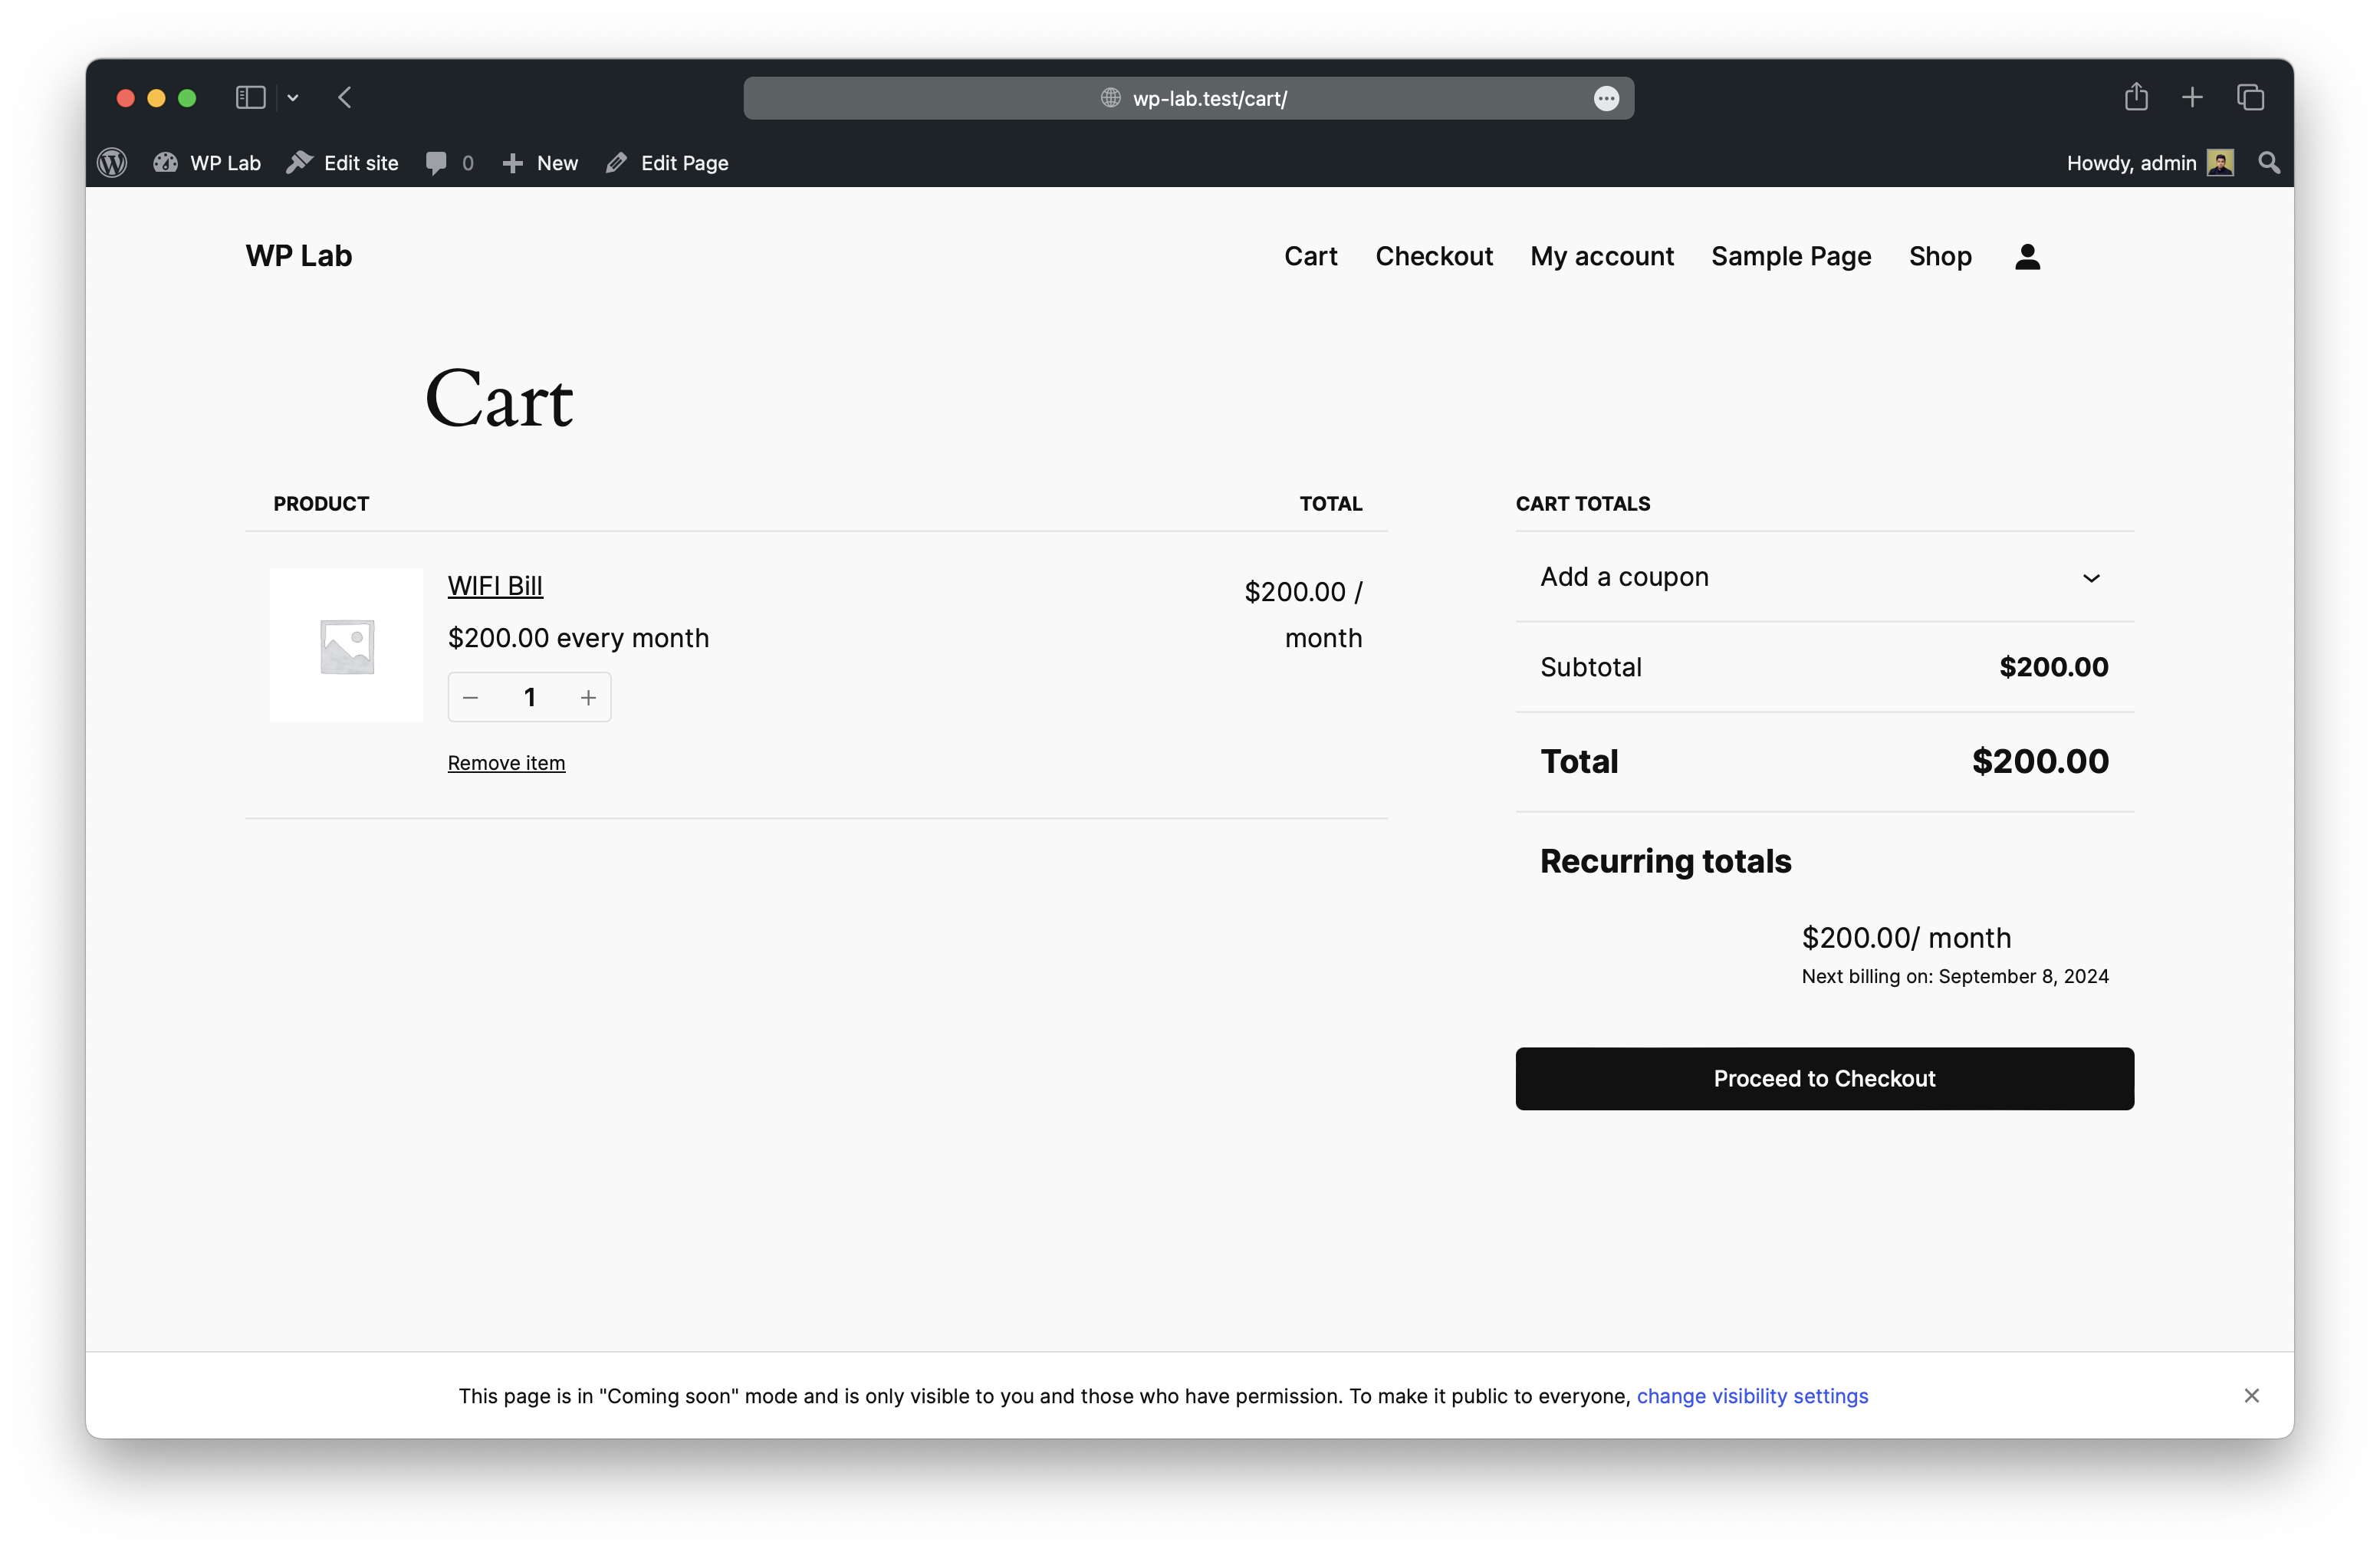 wp-lab.test/cart/
WP Lab Edit site 0 New Edit Page Howdy, admin
WP Lab Cart Checkout My account Sample Page Shop
Cart
PRODUCT TOTAL
WIFI Bill
$200.00 every month
1
Remove item
$200.00 /
month
CART TOTALS
Add a coupon
Subtotal $200.00
Total $200.00
Recurring totals
$200.00/ month
Next billing on: September 8, 2024
Proceed to Checkout
This page is in "Coming soon" mode and is only visible to you and those who have permission. To make it public to everyone, change visibility settings